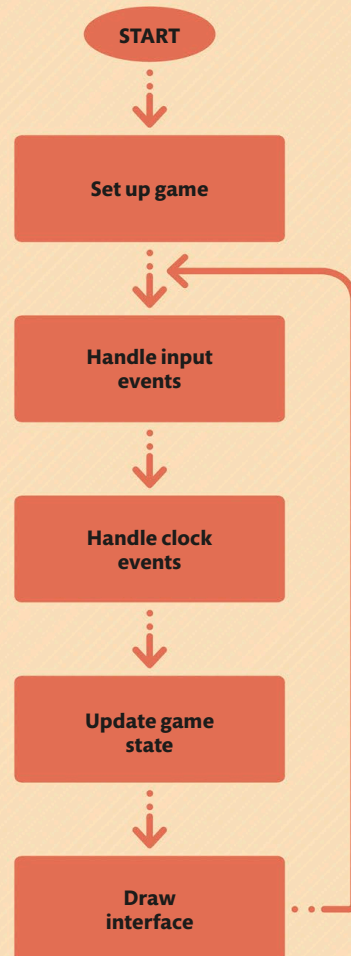 START
Set up game
Handle input
events
Handle clock
events
Update game
state
Draw
interface